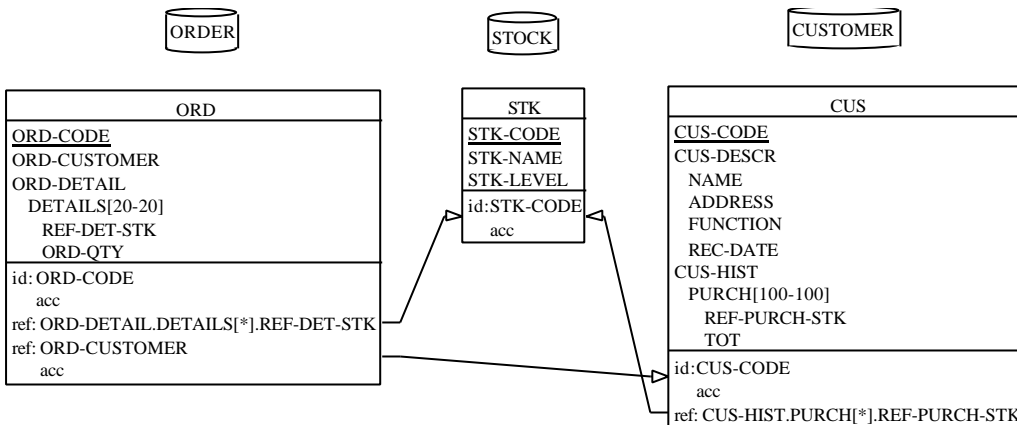 ORDER
STOCK
CUSTOMER
ORD
ORD-CODE
ORD-CUSTOMER
ORD-DETAIL
DETAILS[20-20]
REF-DET-STK
ORD-QTY
id: ORD-CODE
acc
ref: ORD-DETAIL.DETAILS[*].REF-DET-STK
ref: ORD-CUSTOMER
acc
STK
STK-CODE
STK-NAME
STK-LEVEL
id:STK-CODE
acc
CUS
CUS-CODE
CUS-DESCR
NAME
ADDRESS
FUNCTION
REC-DATE
CUS-HIST
PURCH[100-100]
REF-PURCH-STK
TOT
id:CUS-CODE
acc
ref: CUS-HIST.PURCH[*].REF-PURCH-STK